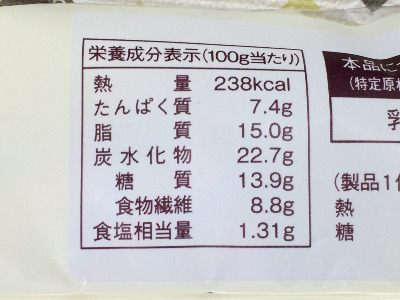 栄養成分表示(100g当たり)
熱量 238kcal
たんぱく質 7.4g
脂質 15.0g
炭水化物 22.7g
糖質 13.9g
食物繊維 8.8g
食塩相当量 1.31g
本品に
(特定原
乳
(製品1
熱
糖